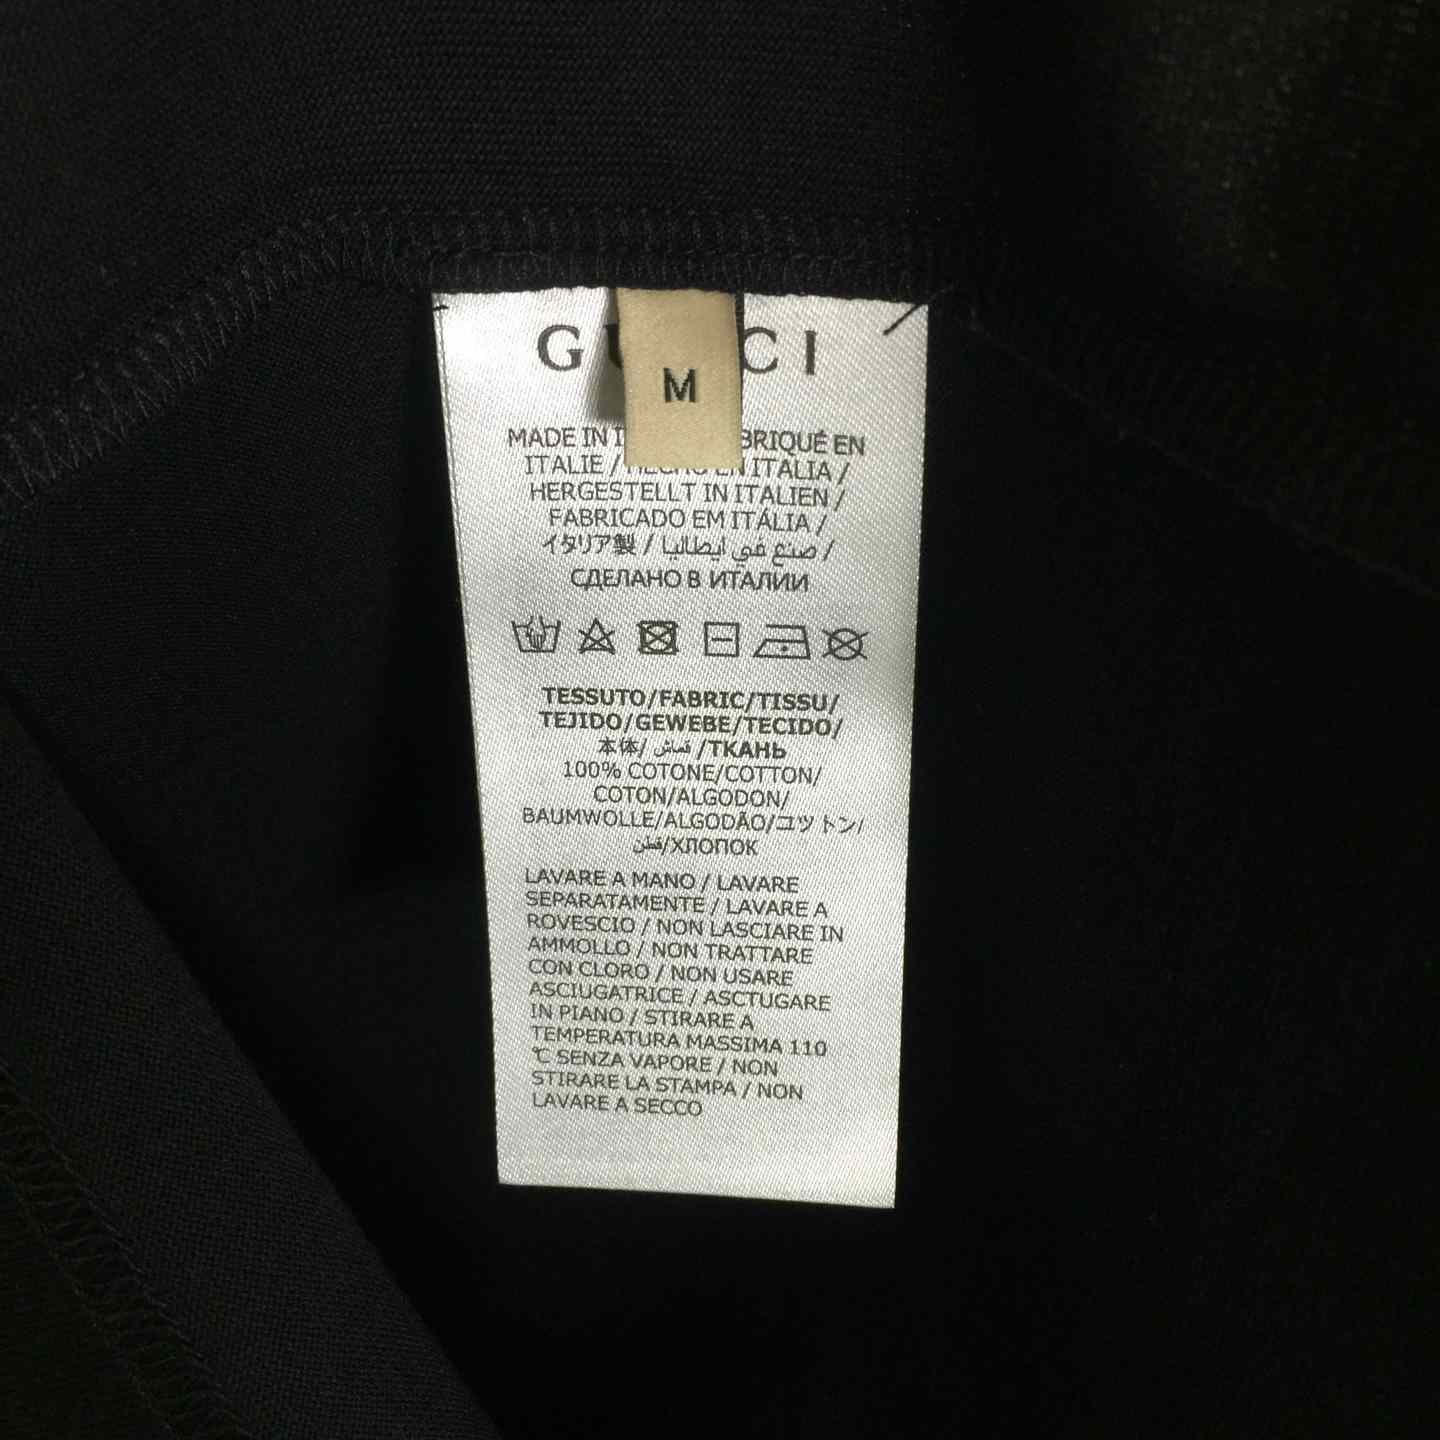 GUCCI
M
MADE IN I BRIQUÉ EN
ITALIE / HECHO EN ITALIA /
HERGESTELLT IN ITALIEN /
FABRICADO EM ITÁLIA /
イタリア製 / صنع في ايطاليا /
СДЕЛАНО В ИТАЛИИ
TESSUTO/FABRIC/TISSU/
TEJIDO/GEWEBE/TECIDO/
本体/ قماش /ТКАНЬ
100% COTONE/COTTON/
COTON/ALGODON/
BAUMWOLLE/ALGODÃO/コツトン/
قطن/ХЛОПОК
LAVARE A MANO / LAVARE
SEPARATAMENTE / LAVARE A
ROVESCIO / NON LASCIARE IN
AMMOLLO / NON TRATTARE
CON CLORO / NON USARE
ASCIUGATRICE / ASCTUGARE
IN PIANO / STIRARE A
TEMPERATURA MASSIMA 110
℃ SENZA VAPORE / NON
STIRARE LA STAMPA / NON
LAVARE A SECCO